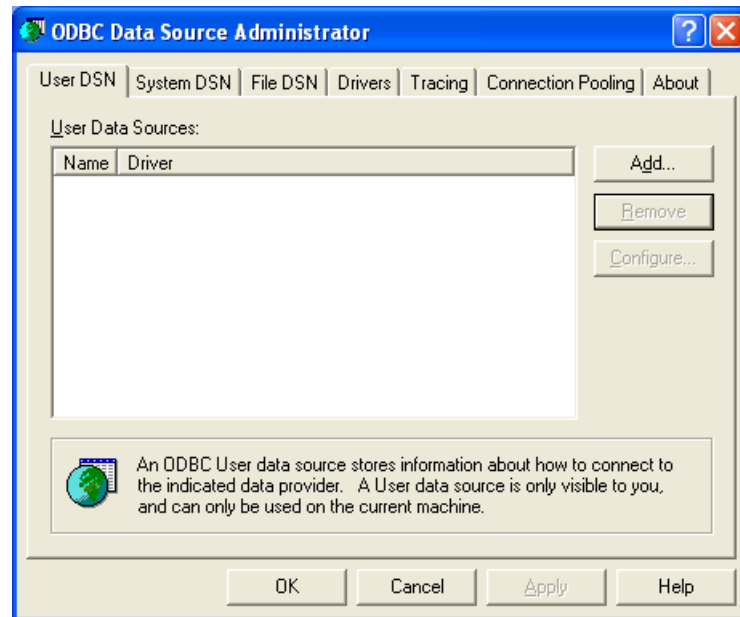 ODBC Data Source Administrator
User DSN System DSN File DSN Drivers Tracing Connection Pooling About
User Data Sources:
Name Driver
Add...
Remove
Configure...
An ODBC User data source stores information about how to connect to
the indicated data provider. A User data source is only visible to you,
and can only be used on the current machine.
OK Cancel Apply Help